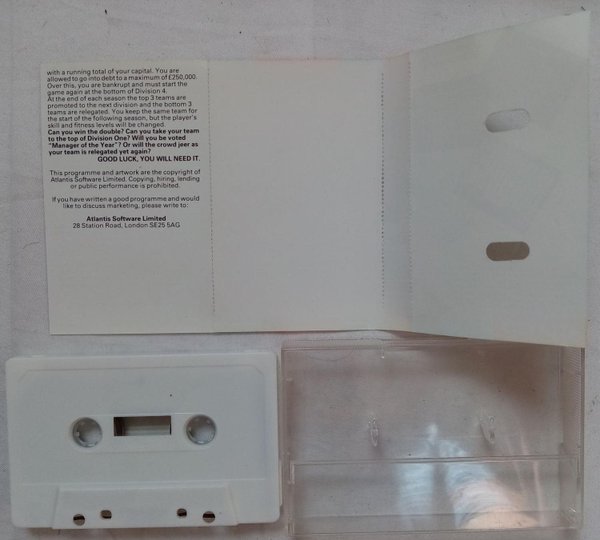 with a running total of your capital. You are
allowed to go into debt to a maximum of £250,000.
Over this, you are bankrupt and must start the
game again at the bottom of Division 4.
At the end of each season the top 3 teams are
promoted to the next division and the bottom 3
teams are relegated. You keep the same team for
the start of the following season, but the player's
skill and fitness levels will be changed.
Can you win the double? Can you take your team
to the top of Division One? Will you be voted
"Manager of the Year"? Or will the crowd jeer as
your team is relegated yet again?
GOOD LUCK, YOU WILL NEED IT.
This programme and artwork are the copyright of
Atlantis Software Limited. Copying, hiring, lending
or public performance is prohibited.
If you have written a good programme and would
like to discuss marketing, please write to:
Atlantis Software Limited
28 Station Road, London SE25 5AG